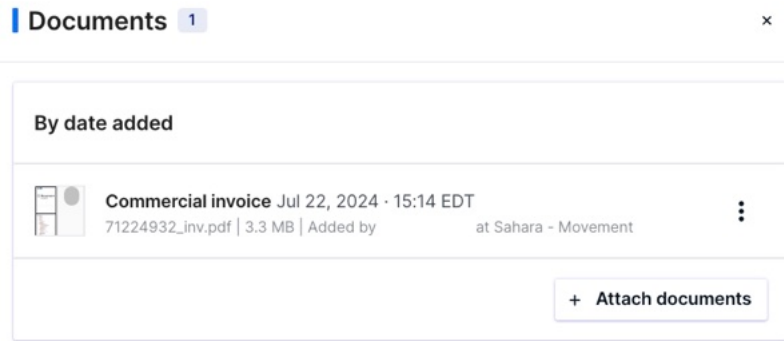 Documents 1 ×
By date added
Commercial invoice Jul 22, 2024 · 15:14 EDT
71224932_inv.pdf | 3.3 MB | Added by at Sahara - Movement
+ Attach documents